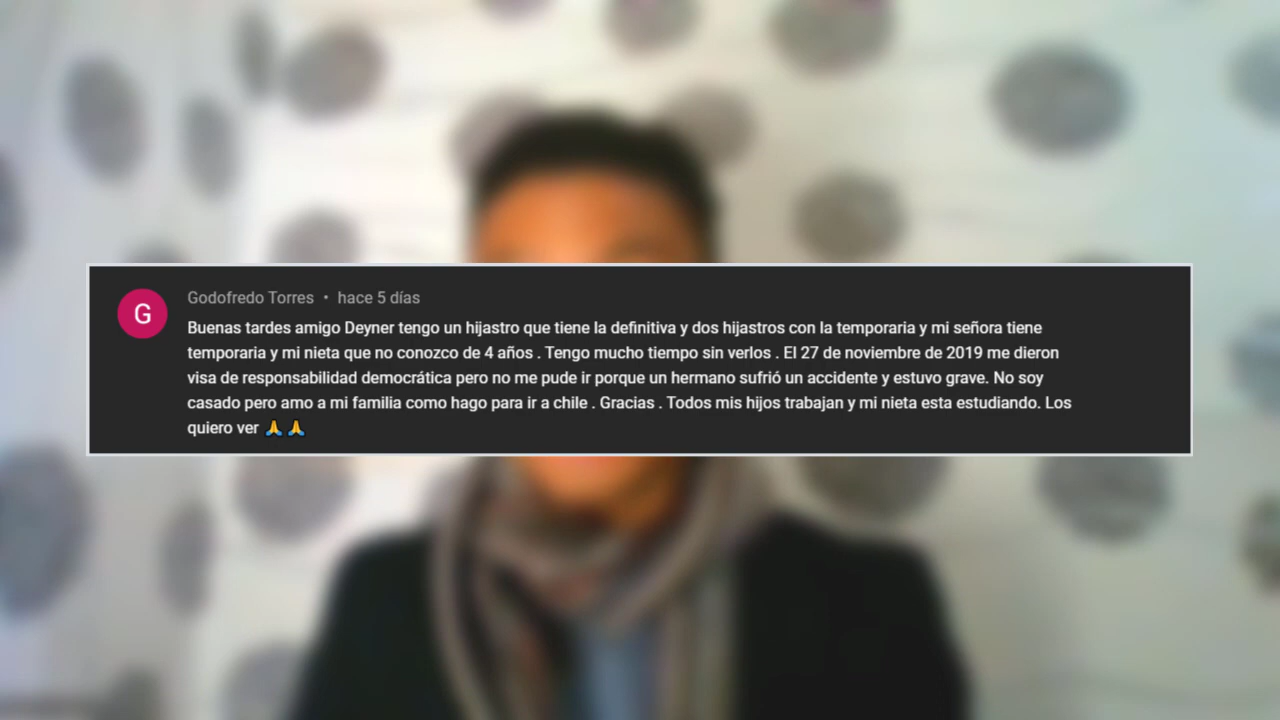 G
Godofredo Torres • hace 5 días
Buenas tardes amigo Deyner tengo un hijastro que tiene la definitiva y dos hijastros con la temporaria y mi señora tiene
temporaria y mi nieta que no conozco de 4 años . Tengo mucho tiempo sin verlos . El 27 de noviembre de 2019 me dieron
visa de responsabilidad democrática pero no me pude ir porque un hermano sufrió un accidente y estuvo grave. No soy
casado pero amo a mi familia como hago para ir a chile . Gracias . Todos mis hijos trabajan y mi nieta esta estudiando. Los
quiero ver 🙏 🙏